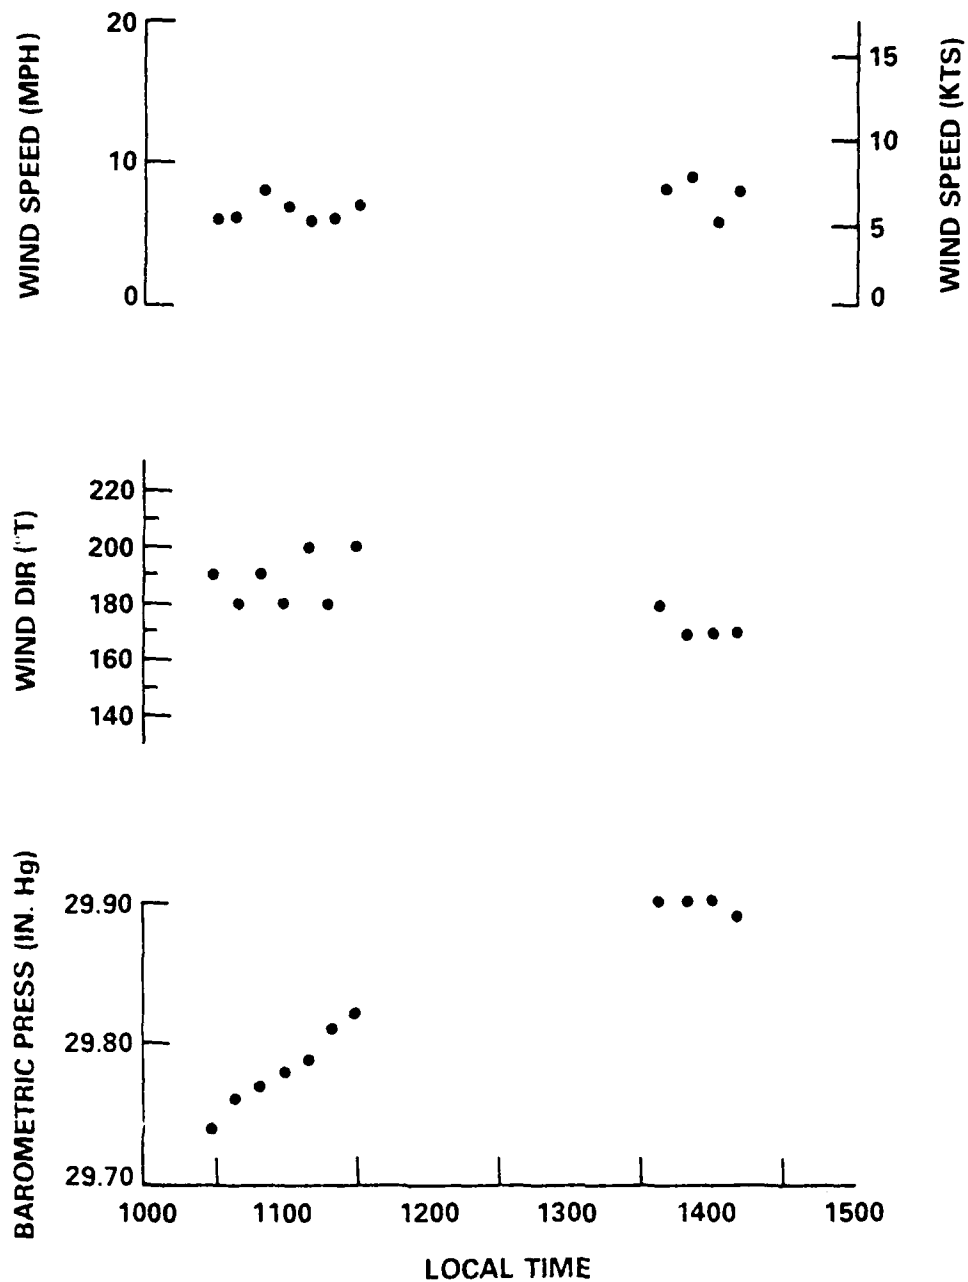 WIND SPEED (MPH)
20
10
0
WIND SPEED (KTS)
15
10
5
0
WIND DIR (°T)
220
200
180
160
140
BAROMETRIC PRESS (IN. Hg)
29.90
29.80
29.70
1000 1100 1200 1300 1400 1500
LOCAL TIME